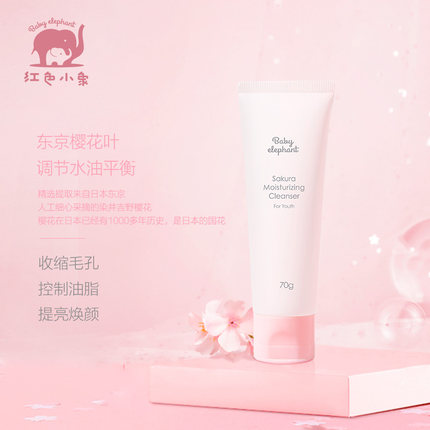 Baby elephant
红色小象
东京樱花叶
调节水油平衡
精选提取来自日本东京
人工细心采摘的染井吉野樱花
樱花在日本已经有1000多年历史，是日本的国花
收缩毛孔
控制油脂
提亮焕颜
Baby
elephant
Sakura
Moisturizing
Cleanser
For Youth
70g